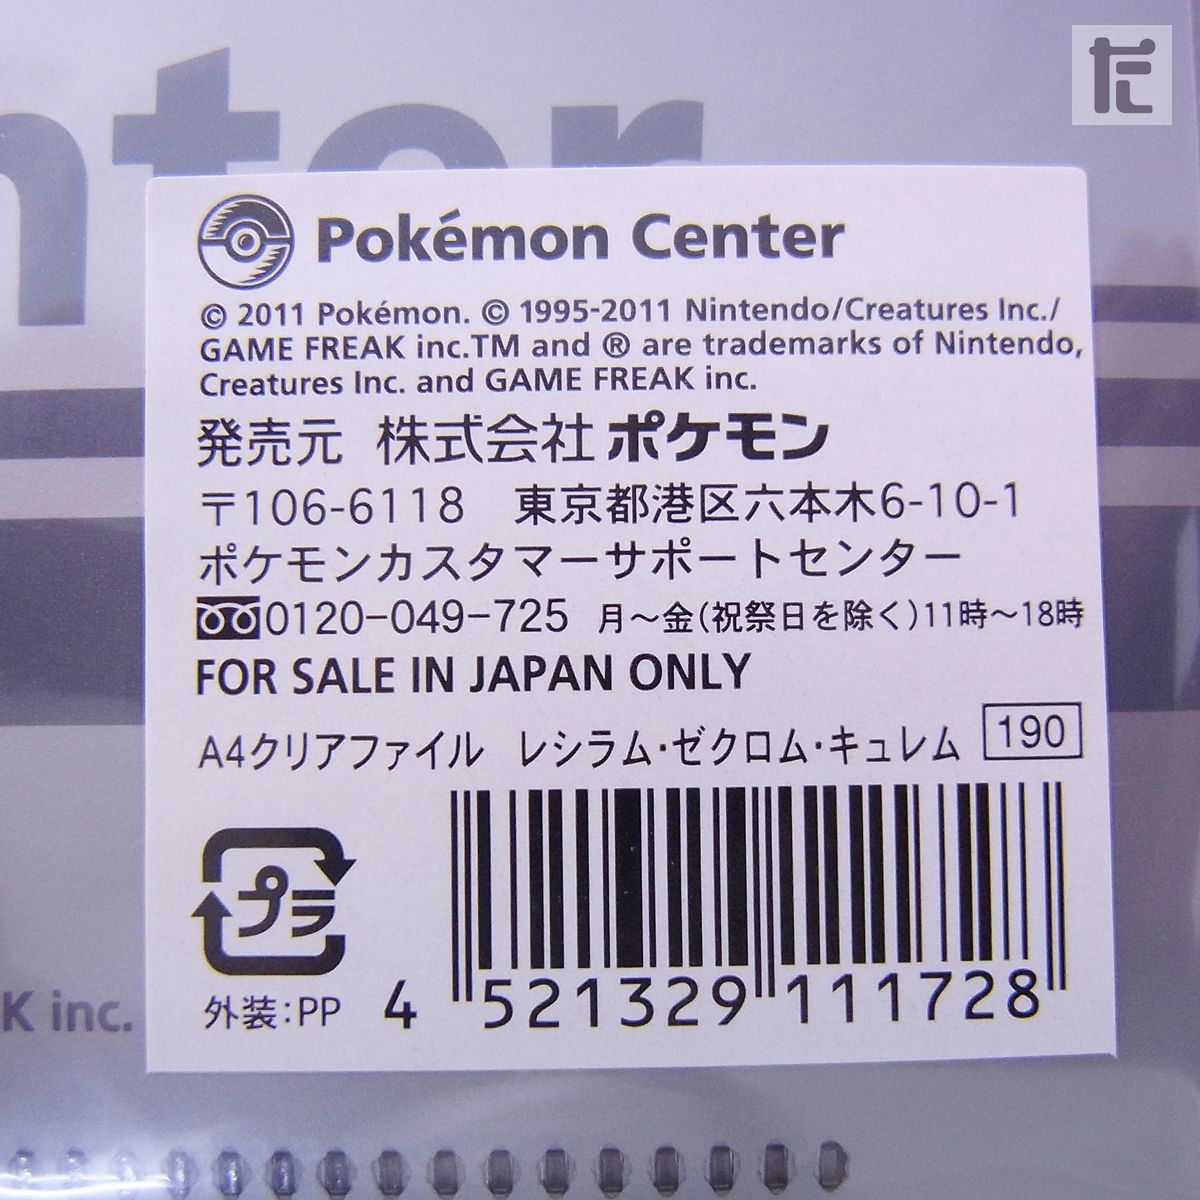 nter
Pokémon Center
© 2011 Pokémon. © 1995-2011 Nintendo/Creatures Inc./
GAME FREAK inc.TM and ® are trademarks of Nintendo,
Creatures Inc. and GAME FREAK inc.
発売元 株式会社ポケモン
〒106-6118 東京都港区六本木6-10-1
ポケモンカスタマーサポートセンター
0120-049-725 月~金(祝祭日を除く)11時~18時
FOR SALE IN JAPAN ONLY
A4クリアファイル レシラム・ゼクロム・キュレム 190
プラ
外装:PP
4 521329 111728
K inc.